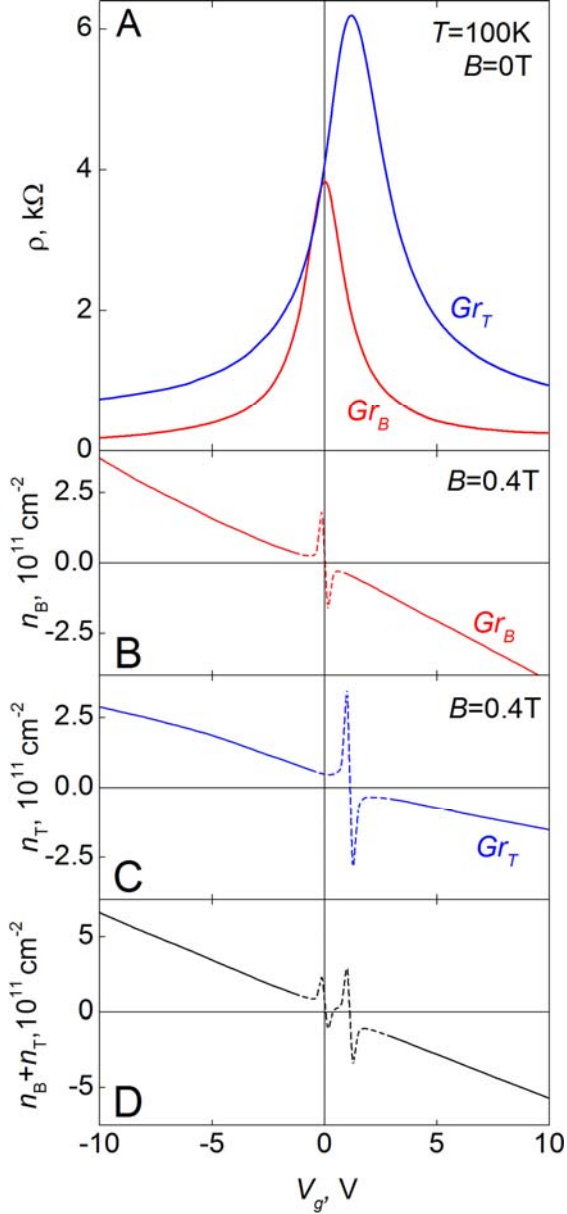 A
T=100K
B=0T
6
4
2
0
ρ, kΩ
Gr_T
Gr_B
B=0.4T
2.5
0.0
-2.5
n_B, 10^11 cm^-2
Gr_B
B
B=0.4T
2.5
0.0
-2.5
n_T, 10^11 cm^-2
Gr_T
C
5
0
-5
n_B+n_T, 10^11 cm^-2
D
-10 -5 0 5 10
V_g, V